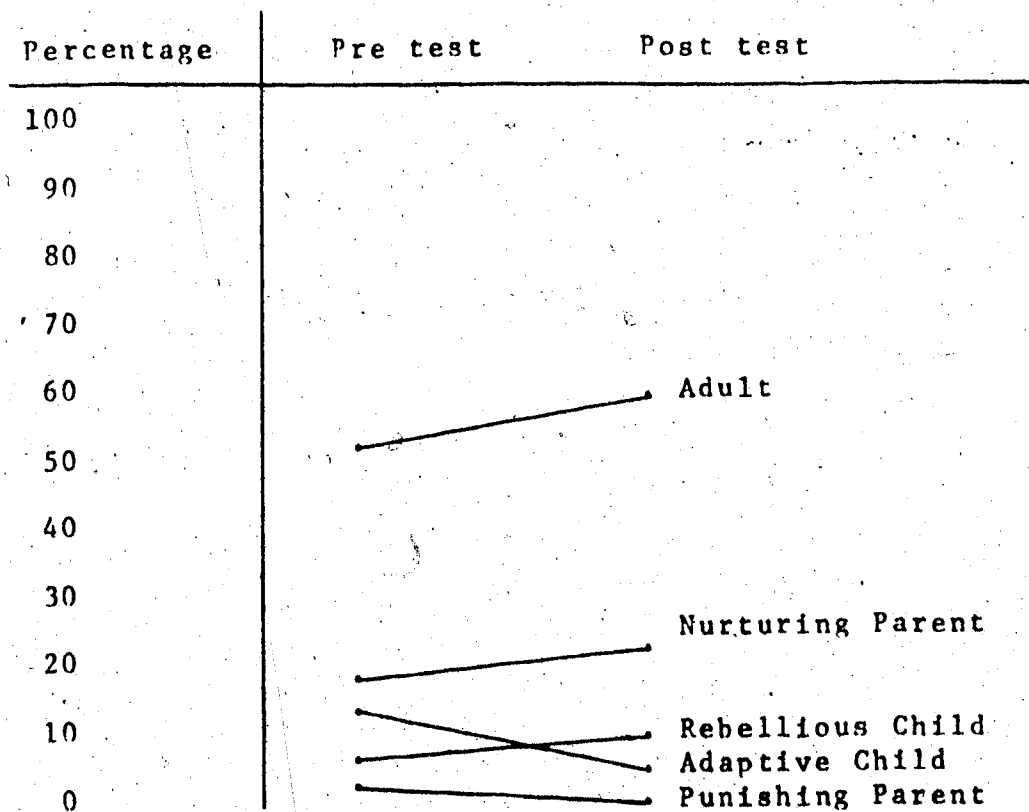 Percentage Pre test Post test
100
90
80
70
60 Adult
50
40
30
Nurturing Parent
20
10 Rebellious Child
Adaptive Child
0 Punishing Parent